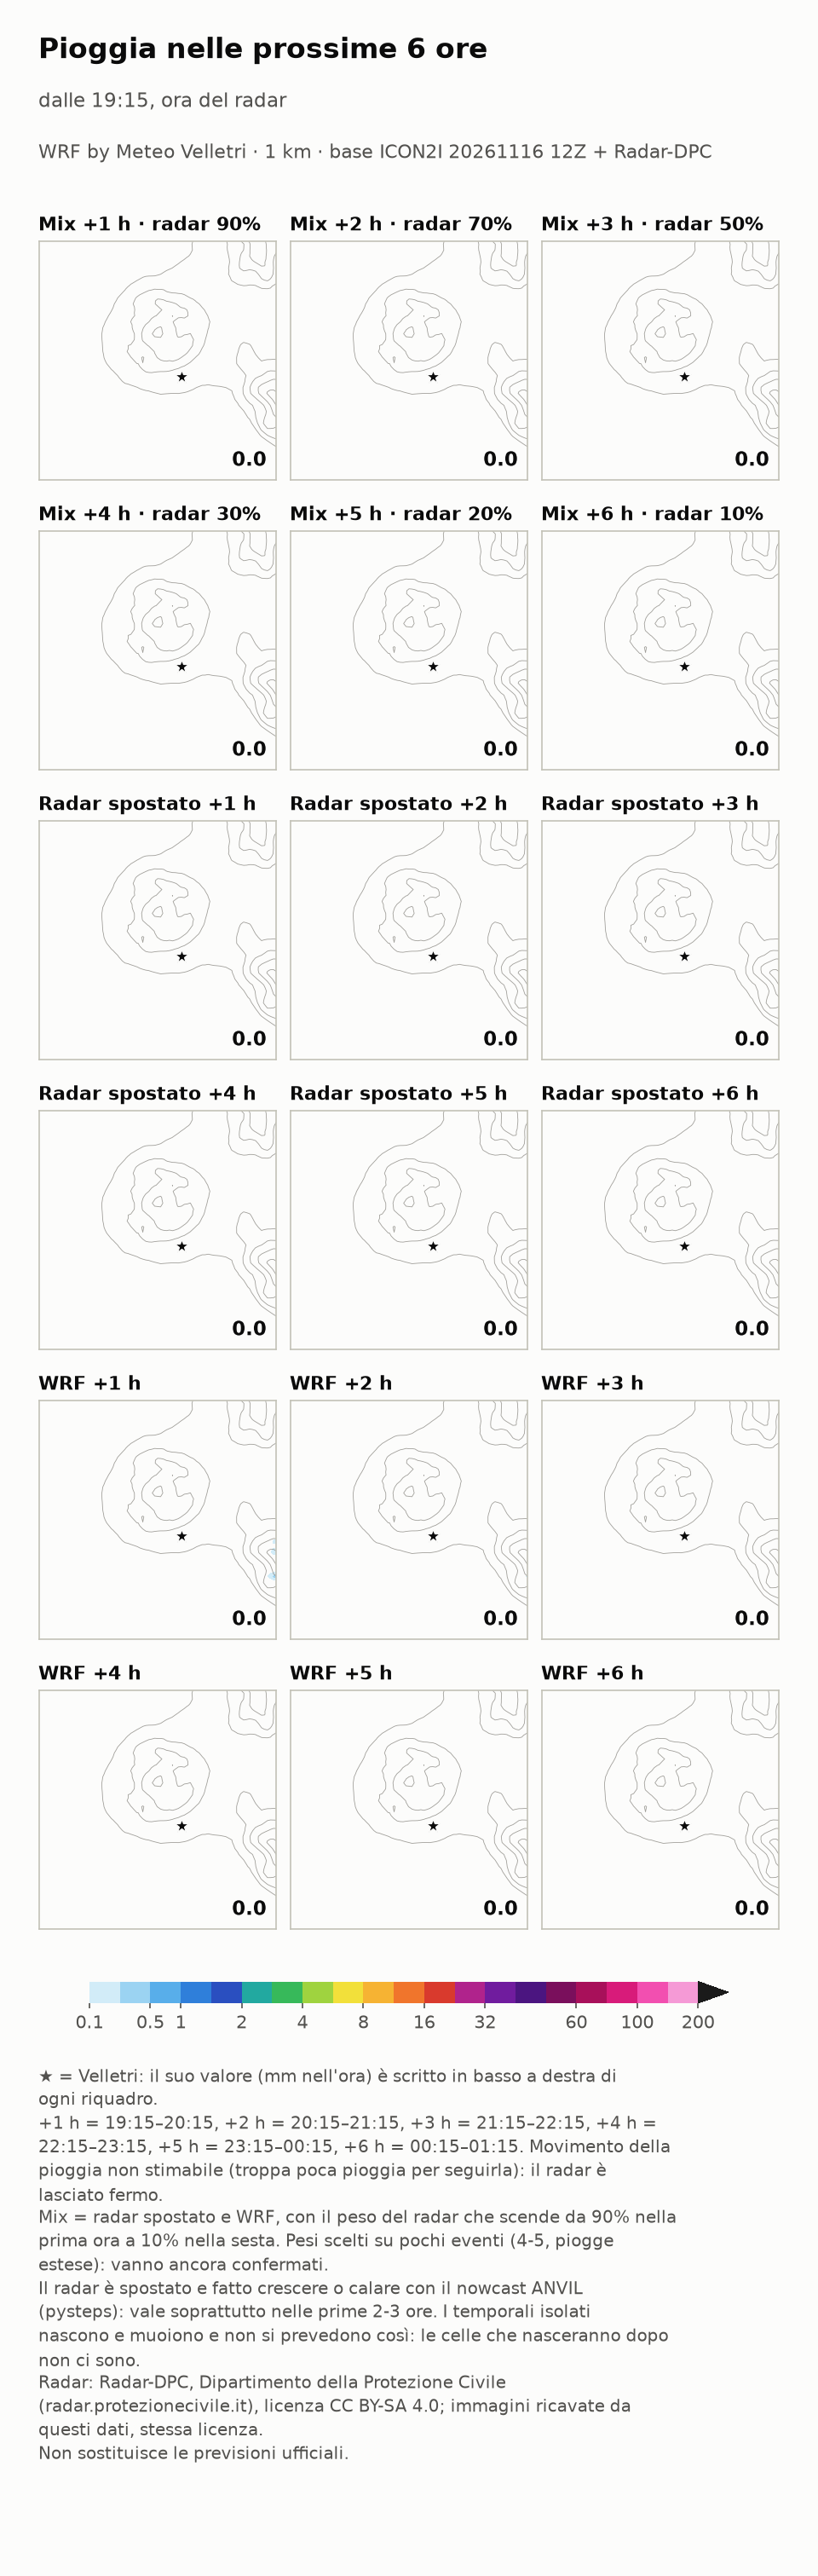 Pioggia nelle prossime 6 ore
dalle 19:15, ora del radar
WRF by Meteo Velletri · 1 km · base ICON2I 20261116 12Z + Radar-DPC
Mix +1 h · radar 90%
Mix +2 h · radar 70%
Mix +3 h · radar 50%
0.0
0.0
0.0
Mix +4 h · radar 30%
Mix +5 h · radar 20%
Mix +6 h · radar 10%
0.0
0.0
0.0
Radar spostato +1 h
Radar spostato +2 h
Radar spostato +3 h
0.0
0.0
0.0
Radar spostato +4 h
Radar spostato +5 h
Radar spostato +6 h
0.0
0.0
0.0
WRF +1 h
WRF +2 h
WRF +3 h
0.0
0.0
0.0
WRF +4 h
WRF +5 h
WRF +6 h
0.0
0.0
0.0
0.1 0.5 1 2 4 8 16 32 60 100 200
★ = Velletri: il suo valore (mm nell'ora) è scritto in basso a destra di
ogni riquadro.
+1 h = 19:15–20:15, +2 h = 20:15–21:15, +3 h = 21:15–22:15, +4 h =
22:15–23:15, +5 h = 23:15–00:15, +6 h = 00:15–01:15. Movimento della
pioggia non stimabile (troppa poca pioggia per seguirla): il radar è
lasciato fermo.
Mix = radar spostato e WRF, con il peso del radar che scende da 90% nella
prima ora a 10% nella sesta. Pesi scelti su pochi eventi (4-5, piogge
estese): vanno ancora confermati.
Il radar è spostato e fatto crescere o calare con il nowcast ANVIL
(pysteps): vale soprattutto nelle prime 2-3 ore. I temporali isolati
nascono e muoiono e non si prevedono così: le celle che nasceranno dopo
non ci sono.
Radar: Radar-DPC, Dipartimento della Protezione Civile
(radar.protezionecivile.it), licenza CC BY-SA 4.0; immagini ricavate da
questi dati, stessa licenza.
Non sostituisce le previsioni ufficiali.